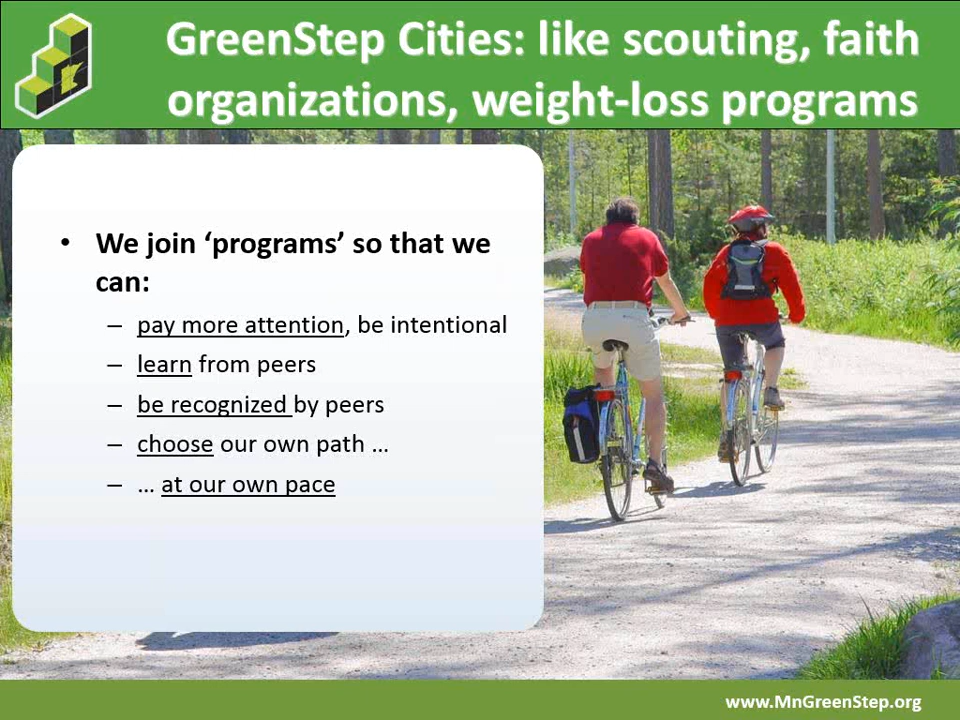 GreenStep Cities: like scouting, faith
organizations, weight-loss programs
• We join ‘programs’ so that we
can:
– pay more attention, be intentional
– learn from peers
– be recognized by peers
– choose our own path …
– … at our own pace
www.MnGreenStep.org